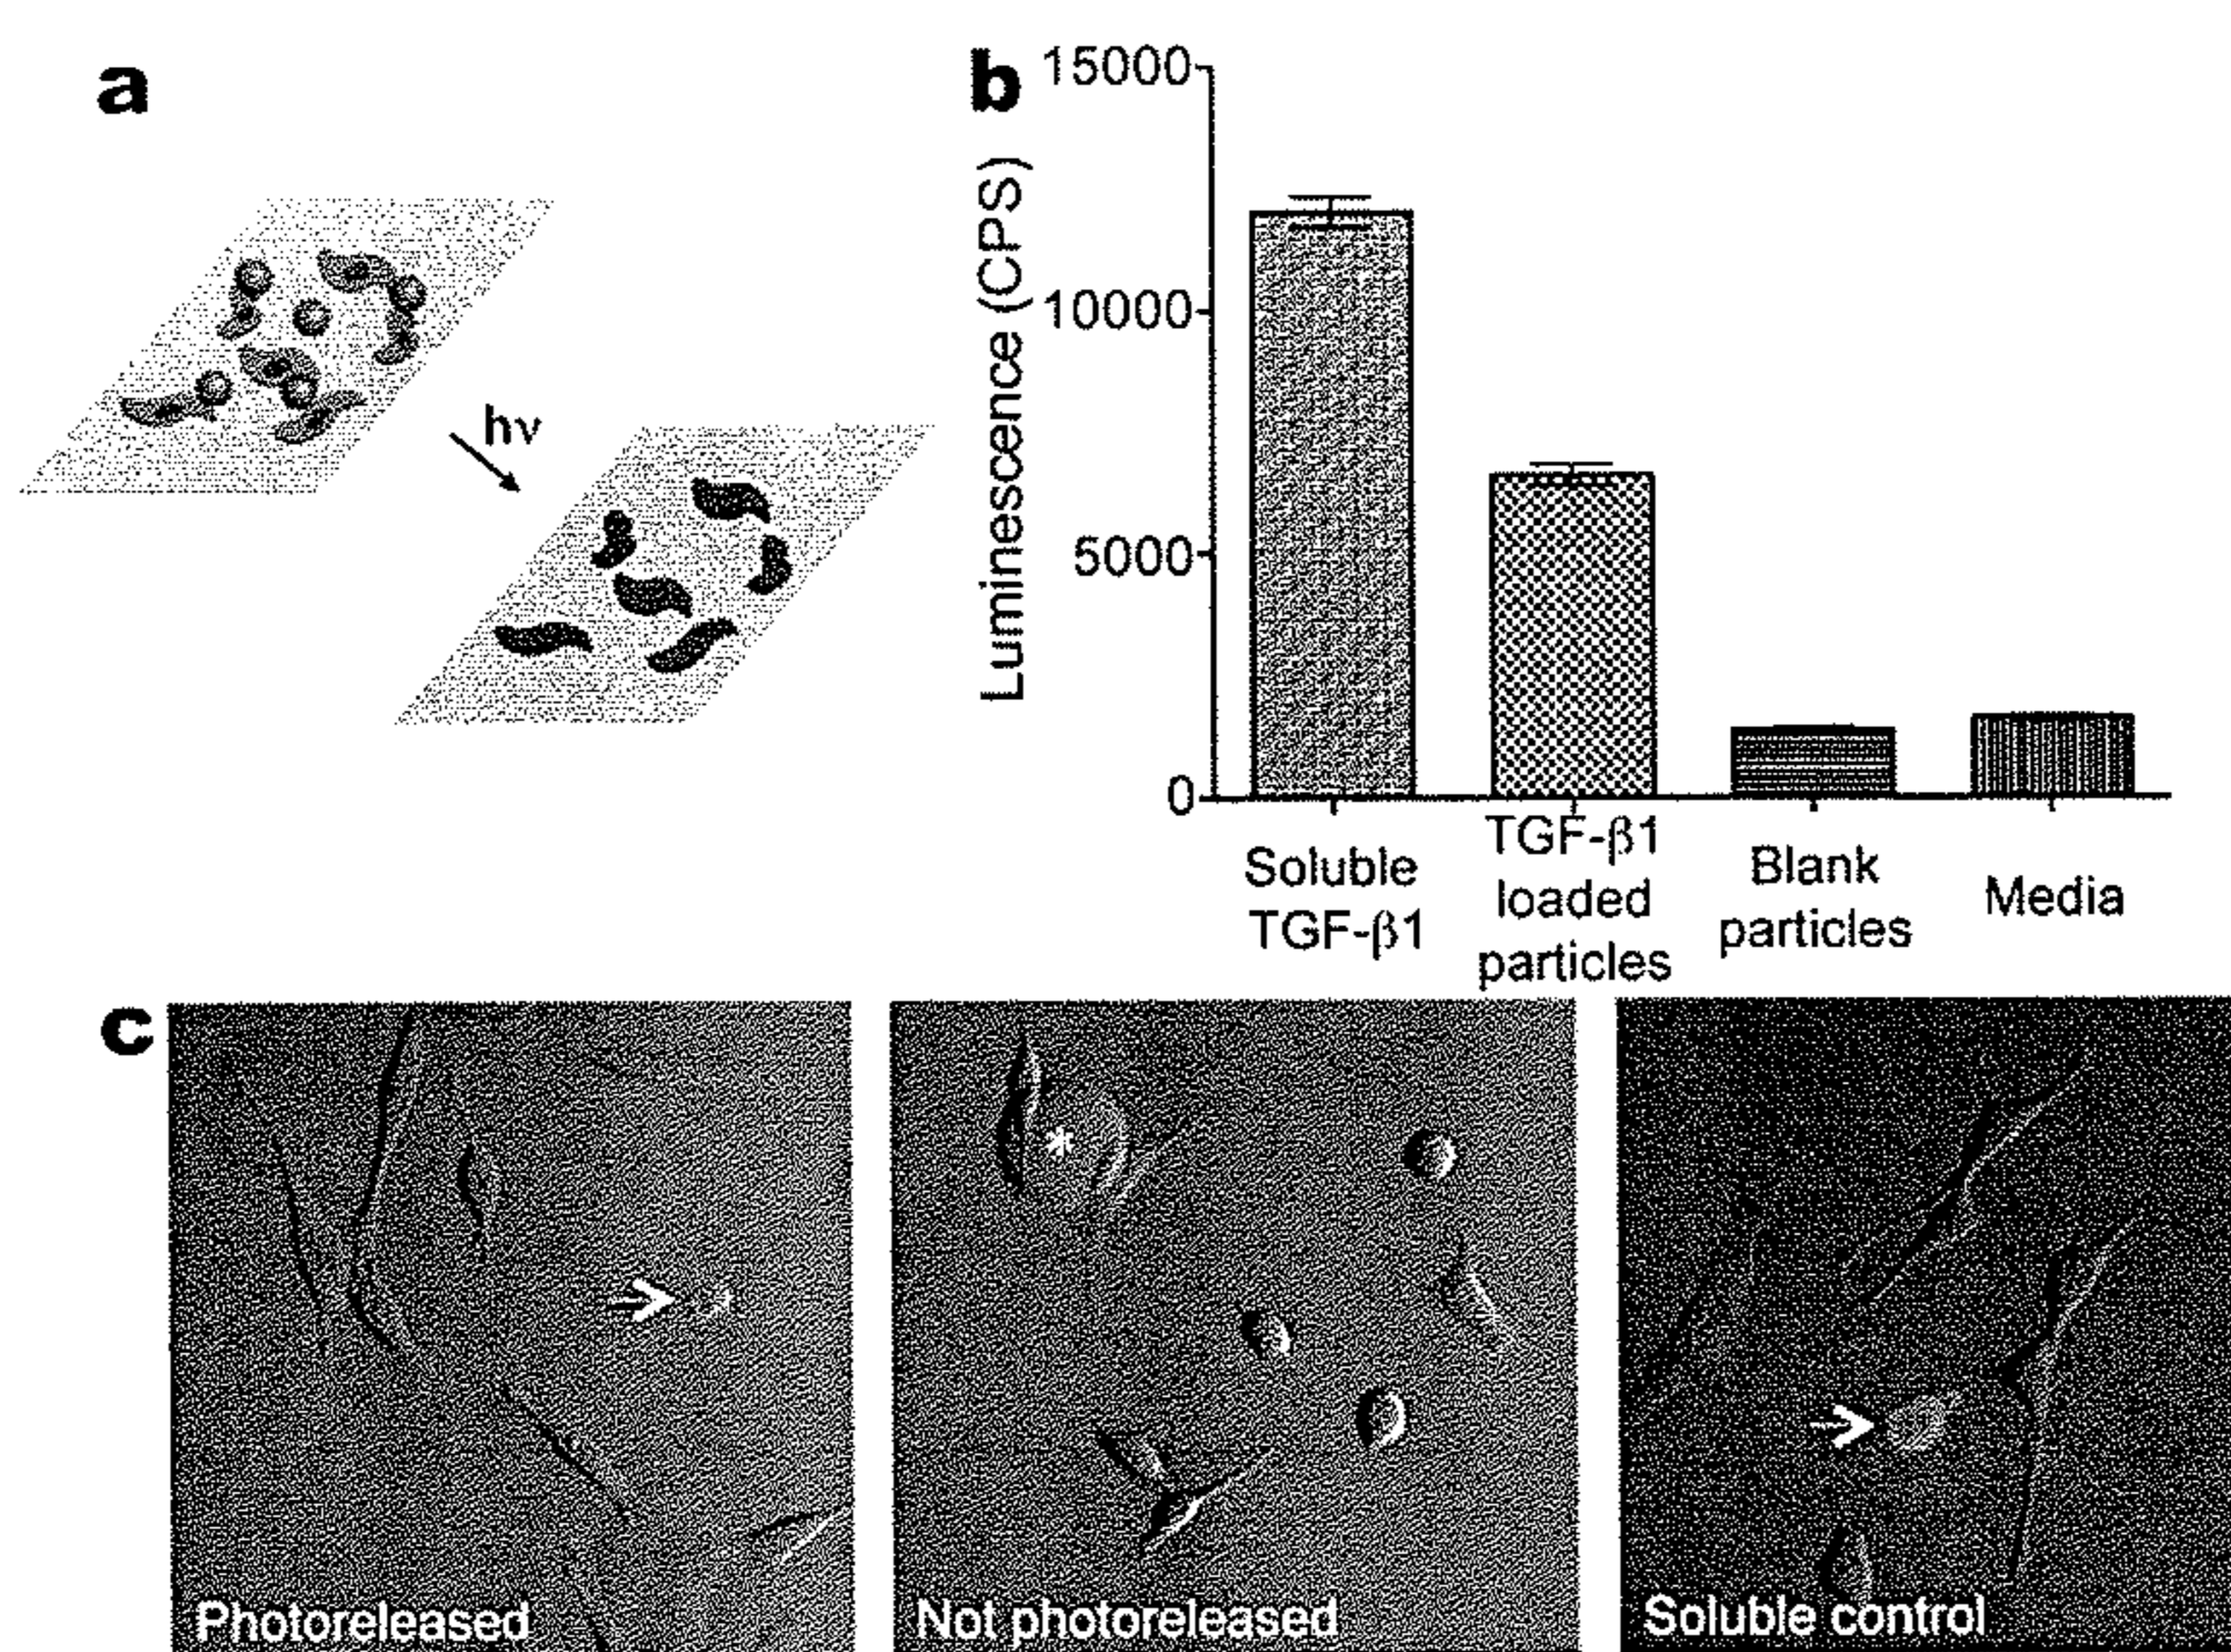 a
hν
b
Luminescence (CPS)
15000
10000
5000
0
Soluble
TGF-β1
TGF-β1
loaded
particles
Blank
particles
Media
c
*
Photoreleased
Not photoreleased
Soluble control